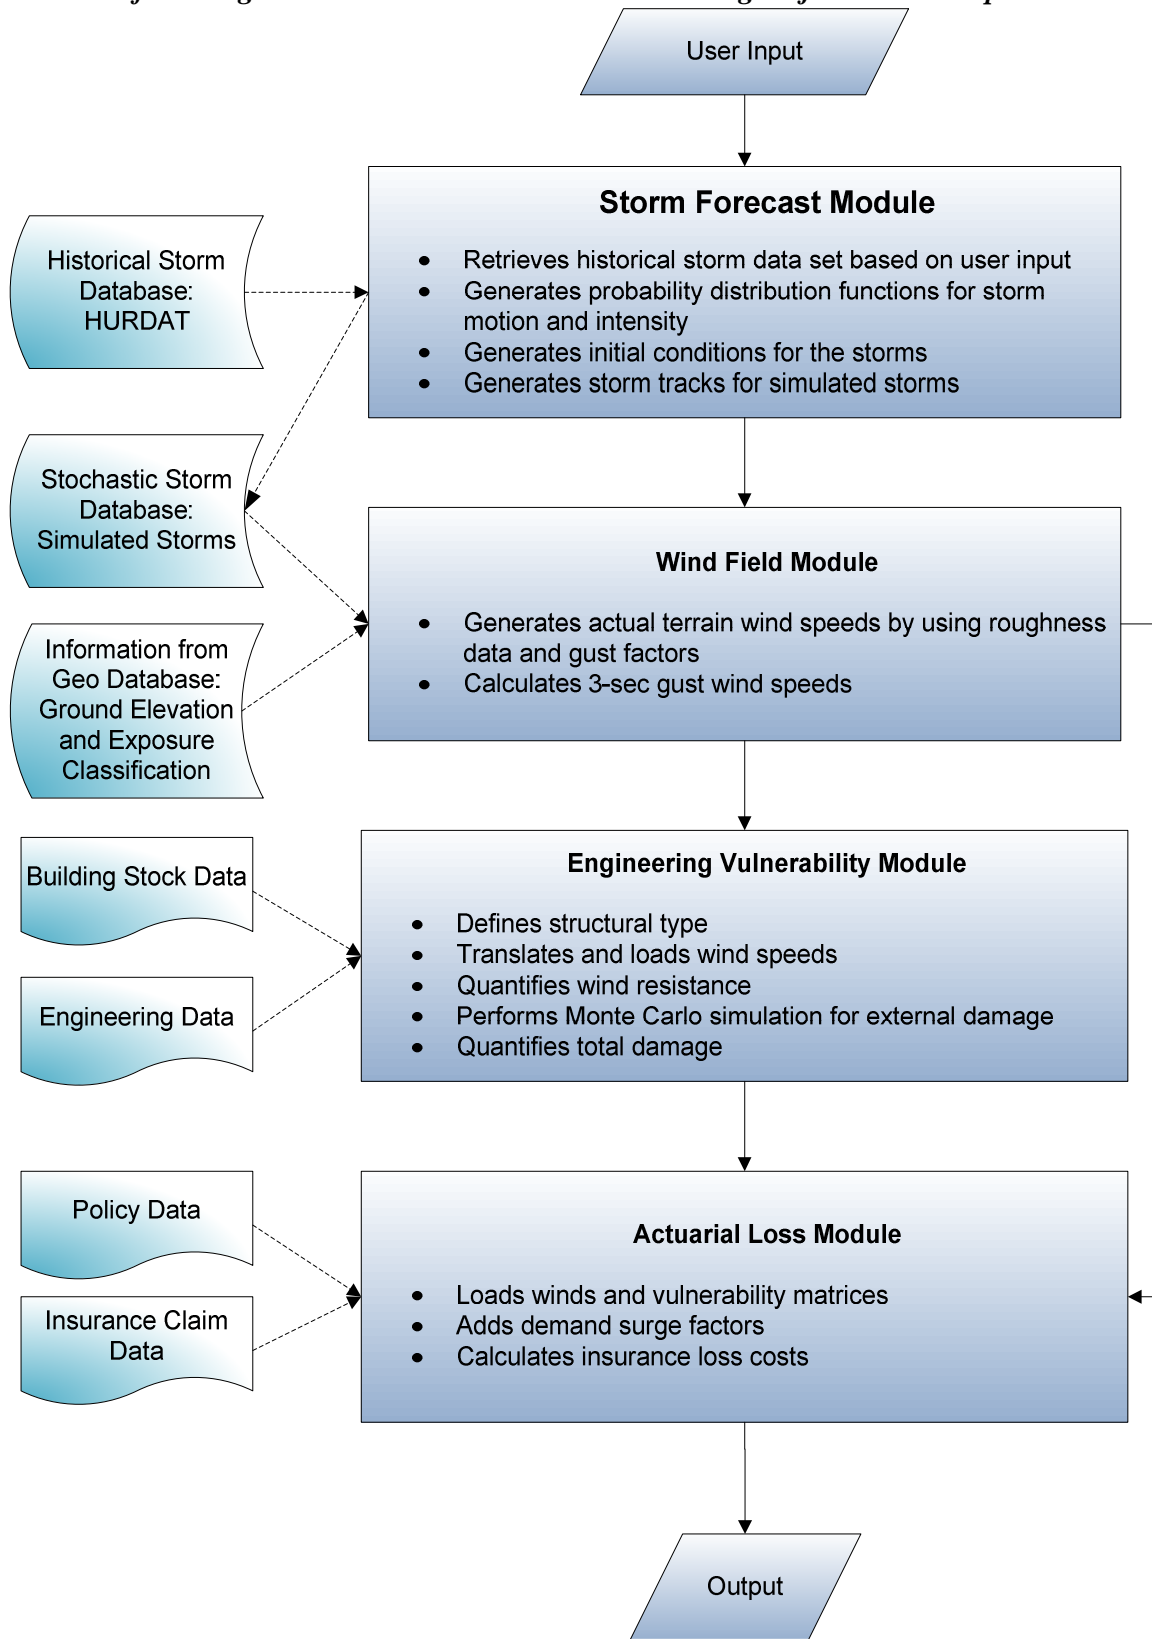 User Input
Storm Forecast Module
• Retrieves historical storm data set based on user input
• Generates probability distribution functions for storm
motion and intensity
• Generates initial conditions for the storms
• Generates storm tracks for simulated storms
Historical Storm
Database:
HURDAT
Stochastic Storm
Database:
Simulated Storms
Wind Field Module
• Generates actual terrain wind speeds by using roughness
data and gust factors
• Calculates 3-sec gust wind speeds
Information from
Geo Database:
Ground Elevation
and Exposure
Classification
Engineering Vulnerability Module
• Defines structural type
• Translates and loads wind speeds
• Quantifies wind resistance
• Performs Monte Carlo simulation for external damage
• Quantifies total damage
Building Stock Data
Engineering Data
Policy Data
Insurance Claim
Data
Actuarial Loss Module
• Loads winds and vulnerability matrices
• Adds demand surge factors
• Calculates insurance loss costs
Output